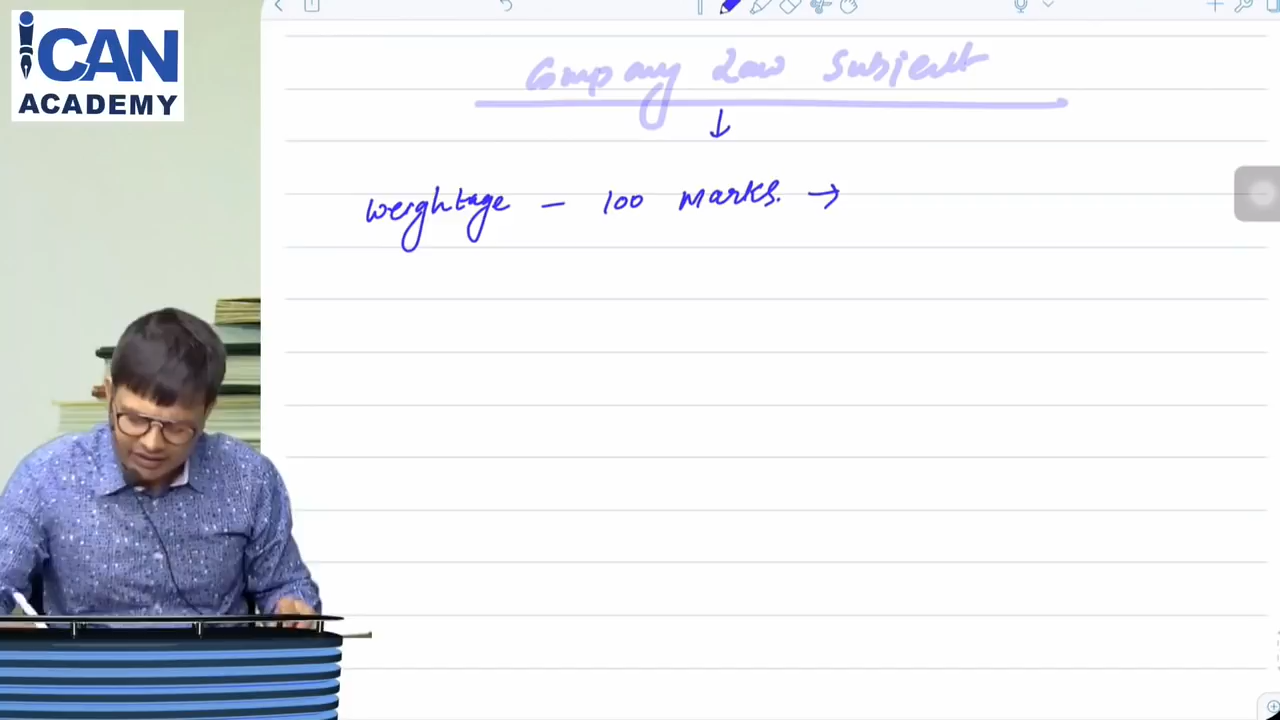 iCAN
ACADEMY
Company Law Subject
↓
Weightage – 100 Marks. →